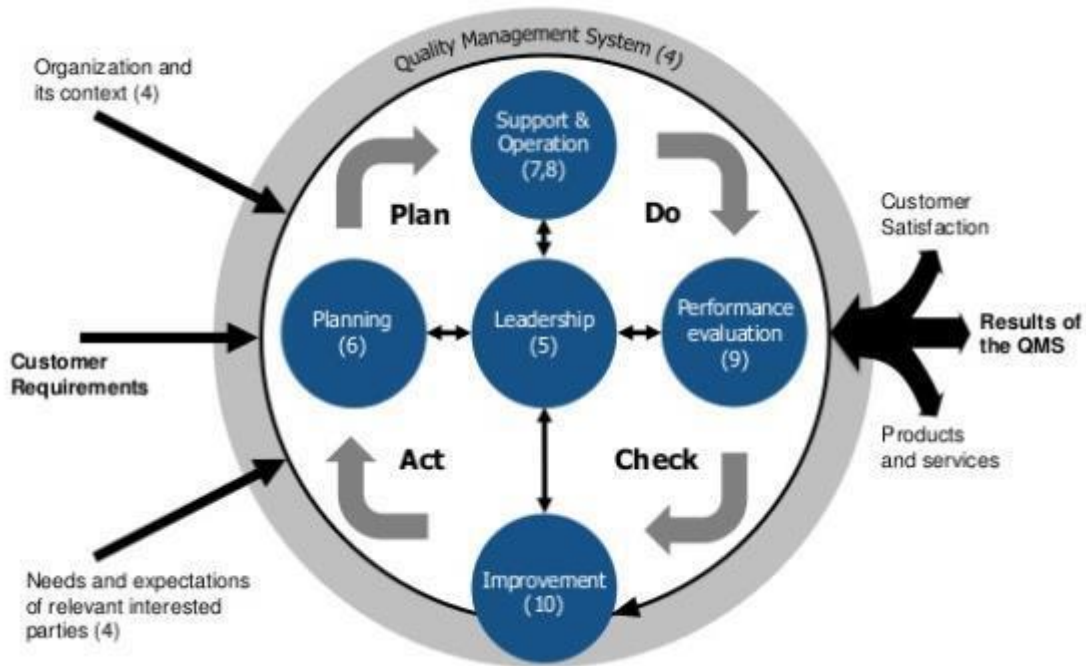 Quality Management System (4)
Organization and
its context (4)
Support &
Operation
(7,8)
Plan
Do
Customer
Satisfaction
Planning
(6)
Leadership
(5)
Performance
evaluation
(9)
Results of
the QMS
Customer
Requirements
Act
Check
Products
and services
Needs and expectations
of relevant interested
parties (4)
Improvement
(10)